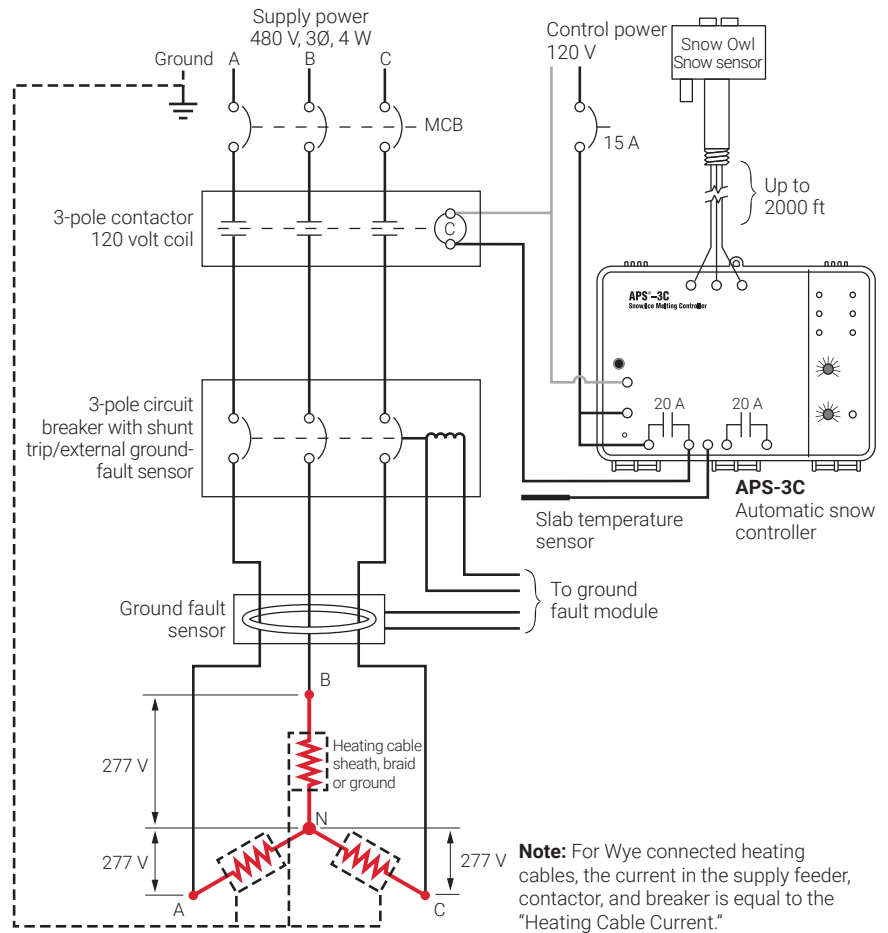 Supply power
480 V, 3Ø, 4 W
Ground
A
B
C
MCB
Control power
120 V
15 A
Snow Owl
Snow sensor
Up to
2000 ft
3-pole contactor
120 volt coil
C
APS®–3C
Snow/Ice Melting Controller
20 A
20 A
APS-3C
Automatic snow
controller
Slab temperature
sensor
3-pole circuit
breaker with shunt
trip/external ground-
fault sensor
To ground
fault module
Ground fault
sensor
B
277 V
Heating cable
sheath, braid
or ground
N
277 V
277 V
A
C
Note: For Wye connected heating
cables, the current in the supply feeder,
contactor, and breaker is equal to the
“Heating Cable Current.”